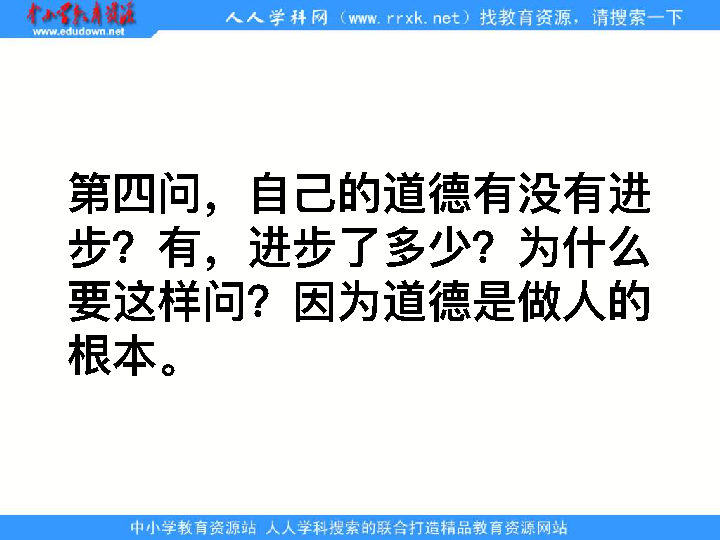 中小学教育资源
www.edudown.net
人人学科网（www.rrxk.net）找教育资源，请搜索一下
第四问，自己的道德有没有进
步？有，进步了多少？为什么
要这样问？因为道德是做人的
根本。
中小学教育资源站 人人学科搜索的联合打造精品教育资源网站